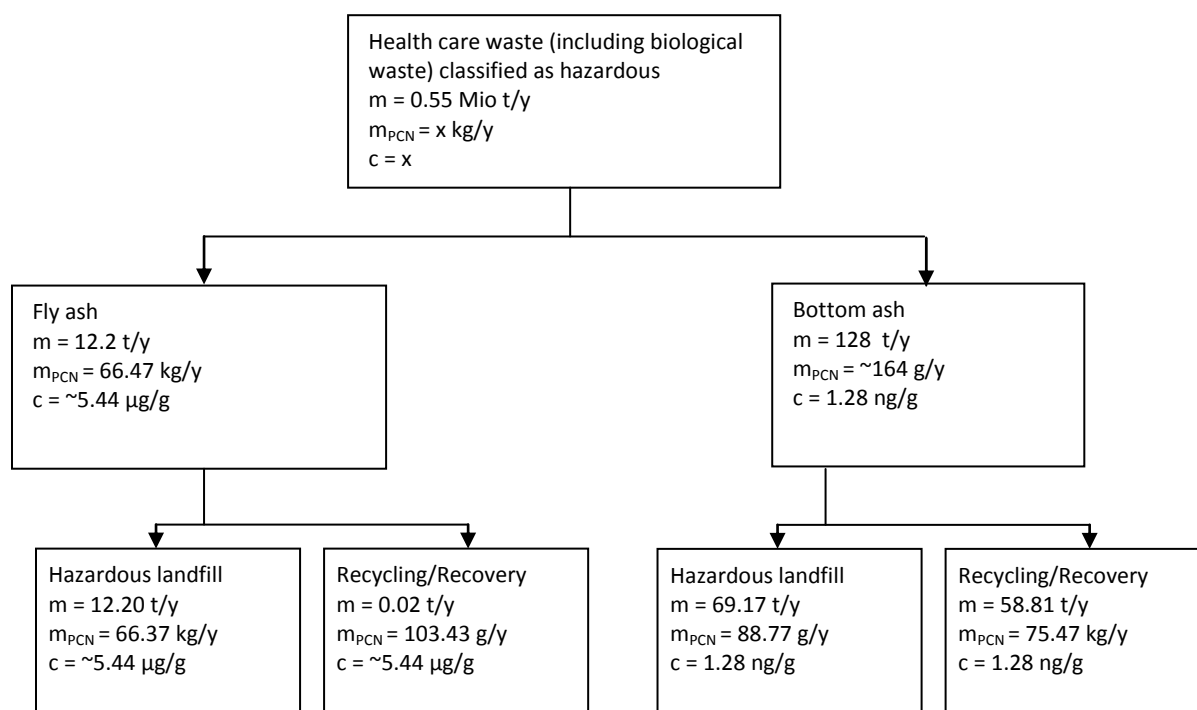 Health care waste (including biological
waste) classified as hazardous
m = 0.55 Mio t/y
mPCN = x kg/y
c = x
Fly ash
m = 12.2 t/y
mPCN = 66.47 kg/y
c = ~5.44 µg/g
Bottom ash
m = 128 t/y
mPCN = ~164 g/y
c = 1.28 ng/g
Hazardous landfill
m = 12.20 t/y
mPCN = 66.37 kg/y
c = ~5.44 µg/g
Recycling/Recovery
m = 0.02 t/y
mPCN = 103.43 g/y
c = ~5.44 µg/g
Hazardous landfill
m = 69.17 t/y
mPCN = 88.77 g/y
c = 1.28 ng/g
Recycling/Recovery
m = 58.81 t/y
mPCN = 75.47 kg/y
c = 1.28 ng/g